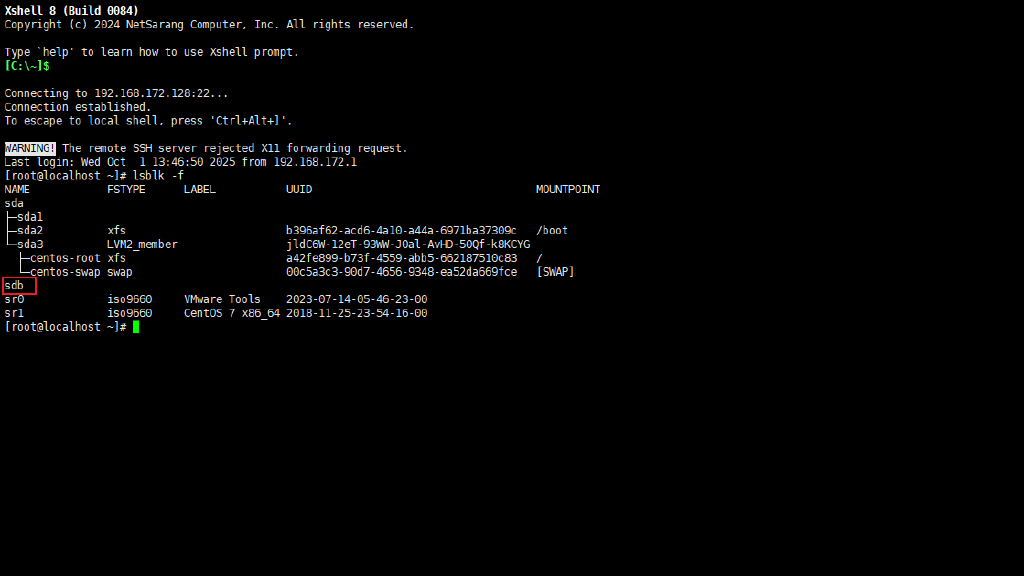 Xshell 8 (Build 0084)
Copyright (c) 2024 NetSarang Computer, Inc. All rights reserved.
Type `help' to learn how to use Xshell prompt.
[C:\~]$
Connecting to 192.168.172.128:22...
Connection established.
To escape to local shell, press 'Ctrl+Alt+]'.
WARNING! The remote SSH server rejected X11 forwarding request.
Last login: Wed Oct  1 13:46:50 2025 from 192.168.172.1
[root@localhost ~]# lsblk -f
NAME            FSTYPE      LABEL           UUID                                   MOUNTPOINT
sda
├─sda1
├─sda2          xfs                         b396af62-acd6-4a10-a44a-6971ba37309c   /boot
└─sda3          LVM2_member                 jldC6W-12eT-93WW-J0al-AvHD-50Qf-k8KCYG
  ├─centos-root xfs                         a42fe899-b73f-4559-abb5-662187510c83   /
  └─centos-swap swap                        00c5a3c3-90d7-4656-9348-ea52da669fce   [SWAP]
sdb
sr0             iso9660     VMware Tools    2023-07-14-05-46-23-00
sr1             iso9660     CentOS 7 x86_64 2018-11-25-23-54-16-00
[root@localhost ~]#